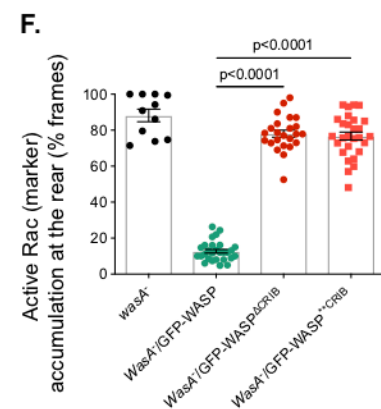 F.
p<0.0001
p<0.0001
Active Rac (marker)
accumulation at the rear (% frames)
100
80
60
40
20
0
wasA⁻
WasA⁻/GFP-WASP
WasA⁻/GFP-WASPΔCRIB
WasA⁻/GFP-WASP**CRIB